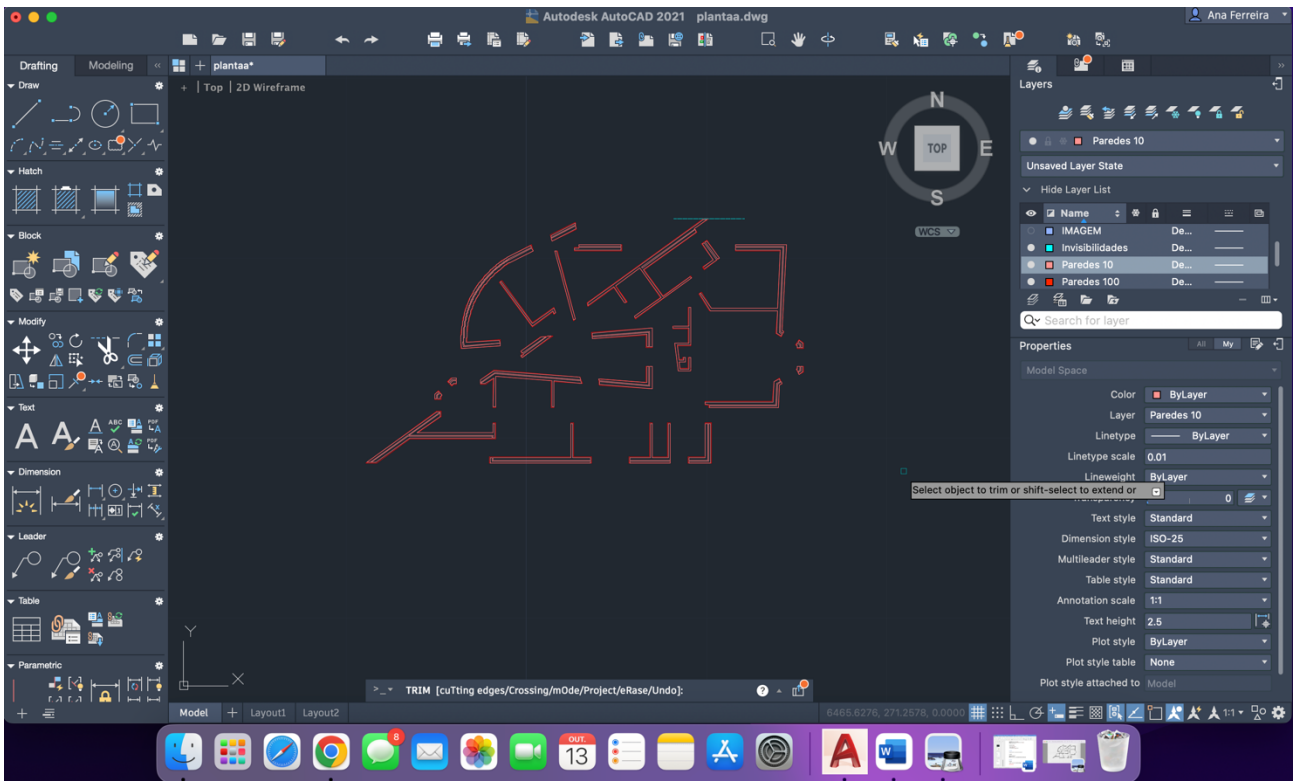 Autodesk AutoCAD 2021 plantaa.dwg
Ana Ferreira
Drafting
Modeling
plantaa*
+ | Top | 2D Wireframe
Draw
Hatch
Block
Modify
Text
A
A
A
ABC
PDF
PDF
Dimension
Leader
Table
Parametric
N
W
TOP
E
S
WCS
Y
X
Select object to trim or shift-select to extend or
>_ TRIM [cuTting edges/Crossing/mOde/Project/eRase/Undo]:
Model
Layout1
Layout2
6465.6276, 271.2578, 0.0000
1:1
Layers
Paredes 10
Unsaved Layer State
Hide Layer List
Name
IMAGEM De...
Invisibilidades De...
Paredes 10 De...
Paredes 100 De...
Search for layer
Properties
All
My
Model Space
Color ByLayer
Layer Paredes 10
Linetype ByLayer
Linetype scale 0.01
Lineweight ByLayer
Transparency 0
Text style Standard
Dimension style ISO-25
Multileader style Standard
Table style Standard
Annotation scale 1:1
Text height 2.5
Plot style ByLayer
Plot style table None
Plot style attached to Model
8
OUT.
13
A
W